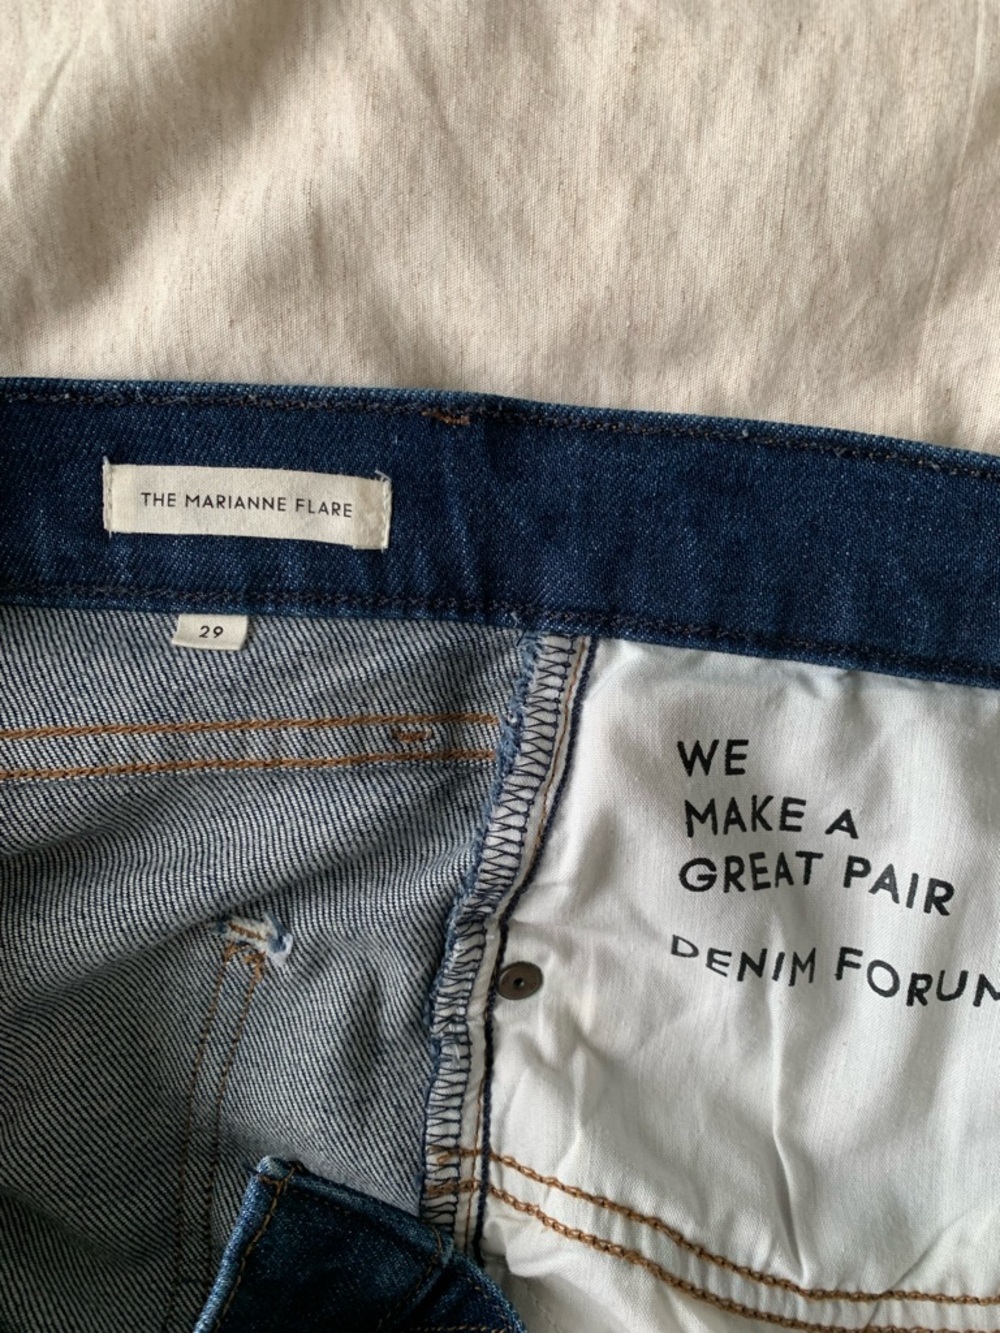 THE MARIANNE FLARE
29
WE
MAKE A
GREAT PAIR
DENIM FORUM